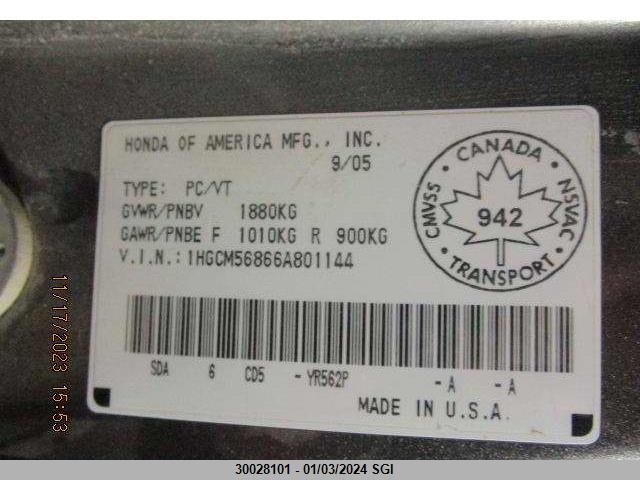 HONDA OF AMERICA MFG., INC.
9/05
TYPE: PC/VT
GVWR/PNBV 1880KG
GAWR/PNBE F 1010KG R 900KG
V.I.N.: 1HGCM56866A801144
CANADA
CMVSS 942 NSVAC
TRANSPORT
SDA 6 CD5 - YR562P - A - A
MADE IN U.S.A.
11/17/2023 15:53
30028101 - 01/03/2024 SGI